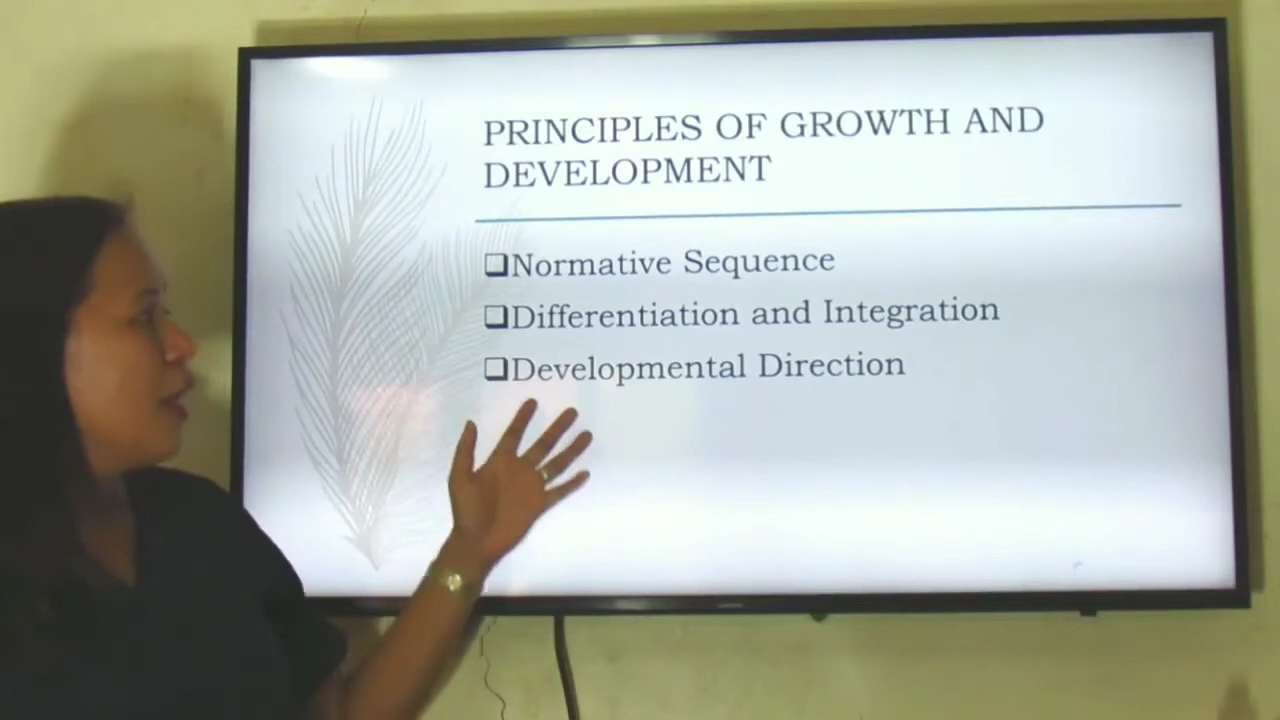 PRINCIPLES OF GROWTH AND
DEVELOPMENT
❑Normative Sequence
❑Differentiation and Integration
❑Developmental Direction